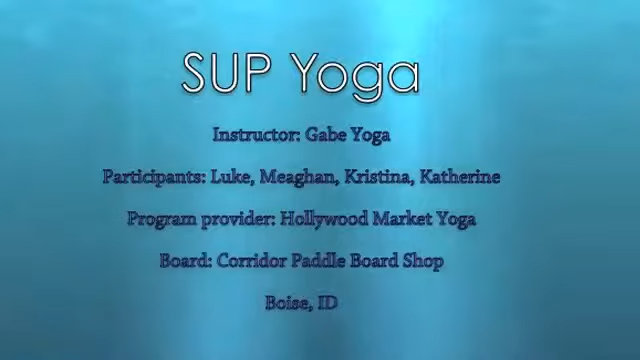 SUP Yoga
Instructor: Gabe Yoga
Participants: Luke, Meaghan, Kristina, Katherine
Program provider: Hollywood Market Yoga
Board: Corridor Paddle Board Shop
Boise, ID